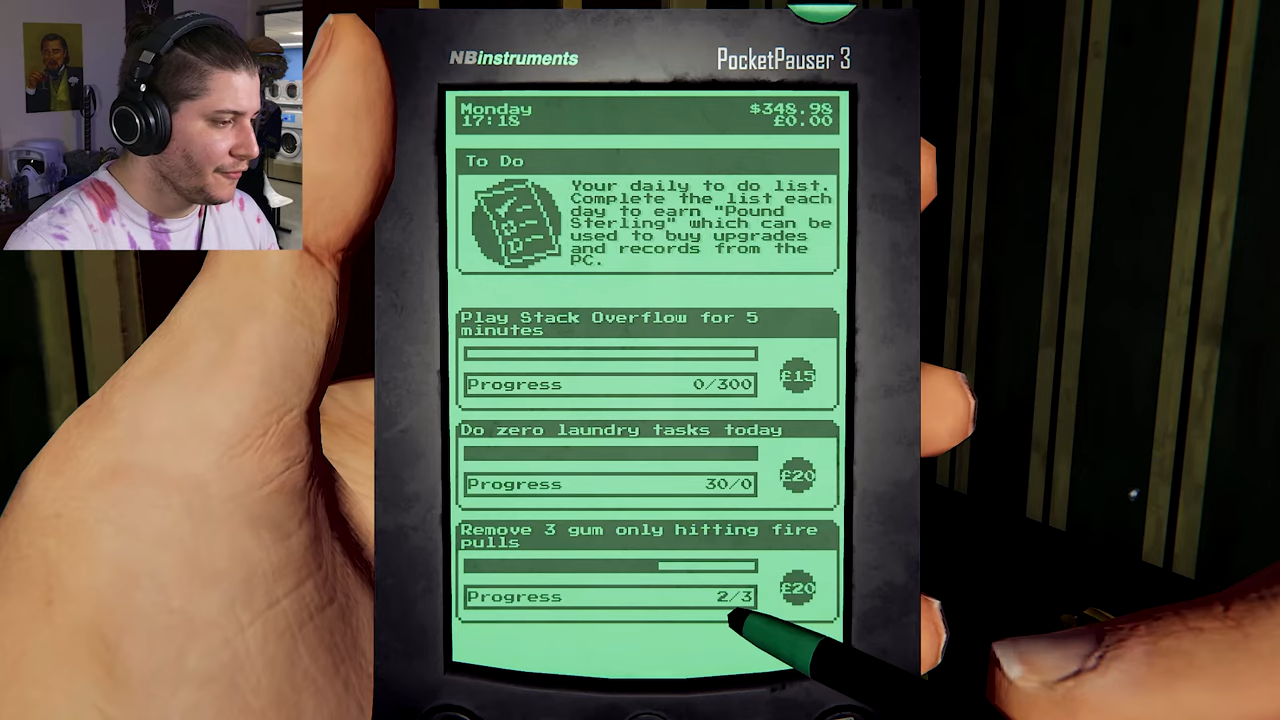 NBinstruments
PocketPauser 3
Monday
$348.98
17:18
£0.00
To Do
Your daily to do list.
Complete the list each
day to earn "Pound
Sterling" which can be
used to buy upgrades
and records from the
PC.
Play Stack Overflow for 5
minutes
Progress 0/300
£15
Do zero laundry tasks today
Progress 30/0
£20
Remove 3 gum only hitting fire
pulls
Progress 2/3
£20